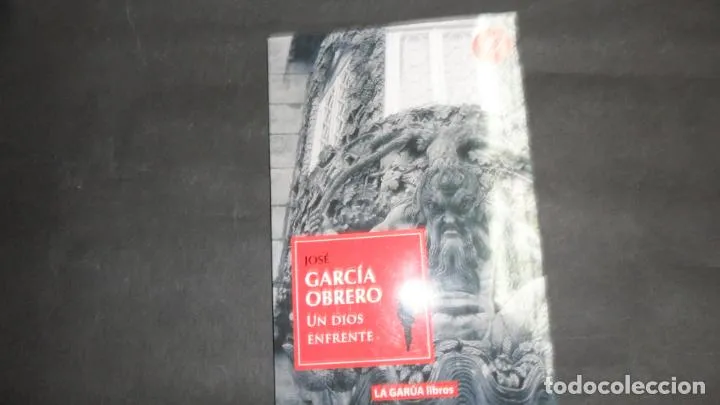 JOSÉ
GARCÍA
OBRERO
UN DIOS
ENFRENTE
LA GARÚA libros
todocoleccion